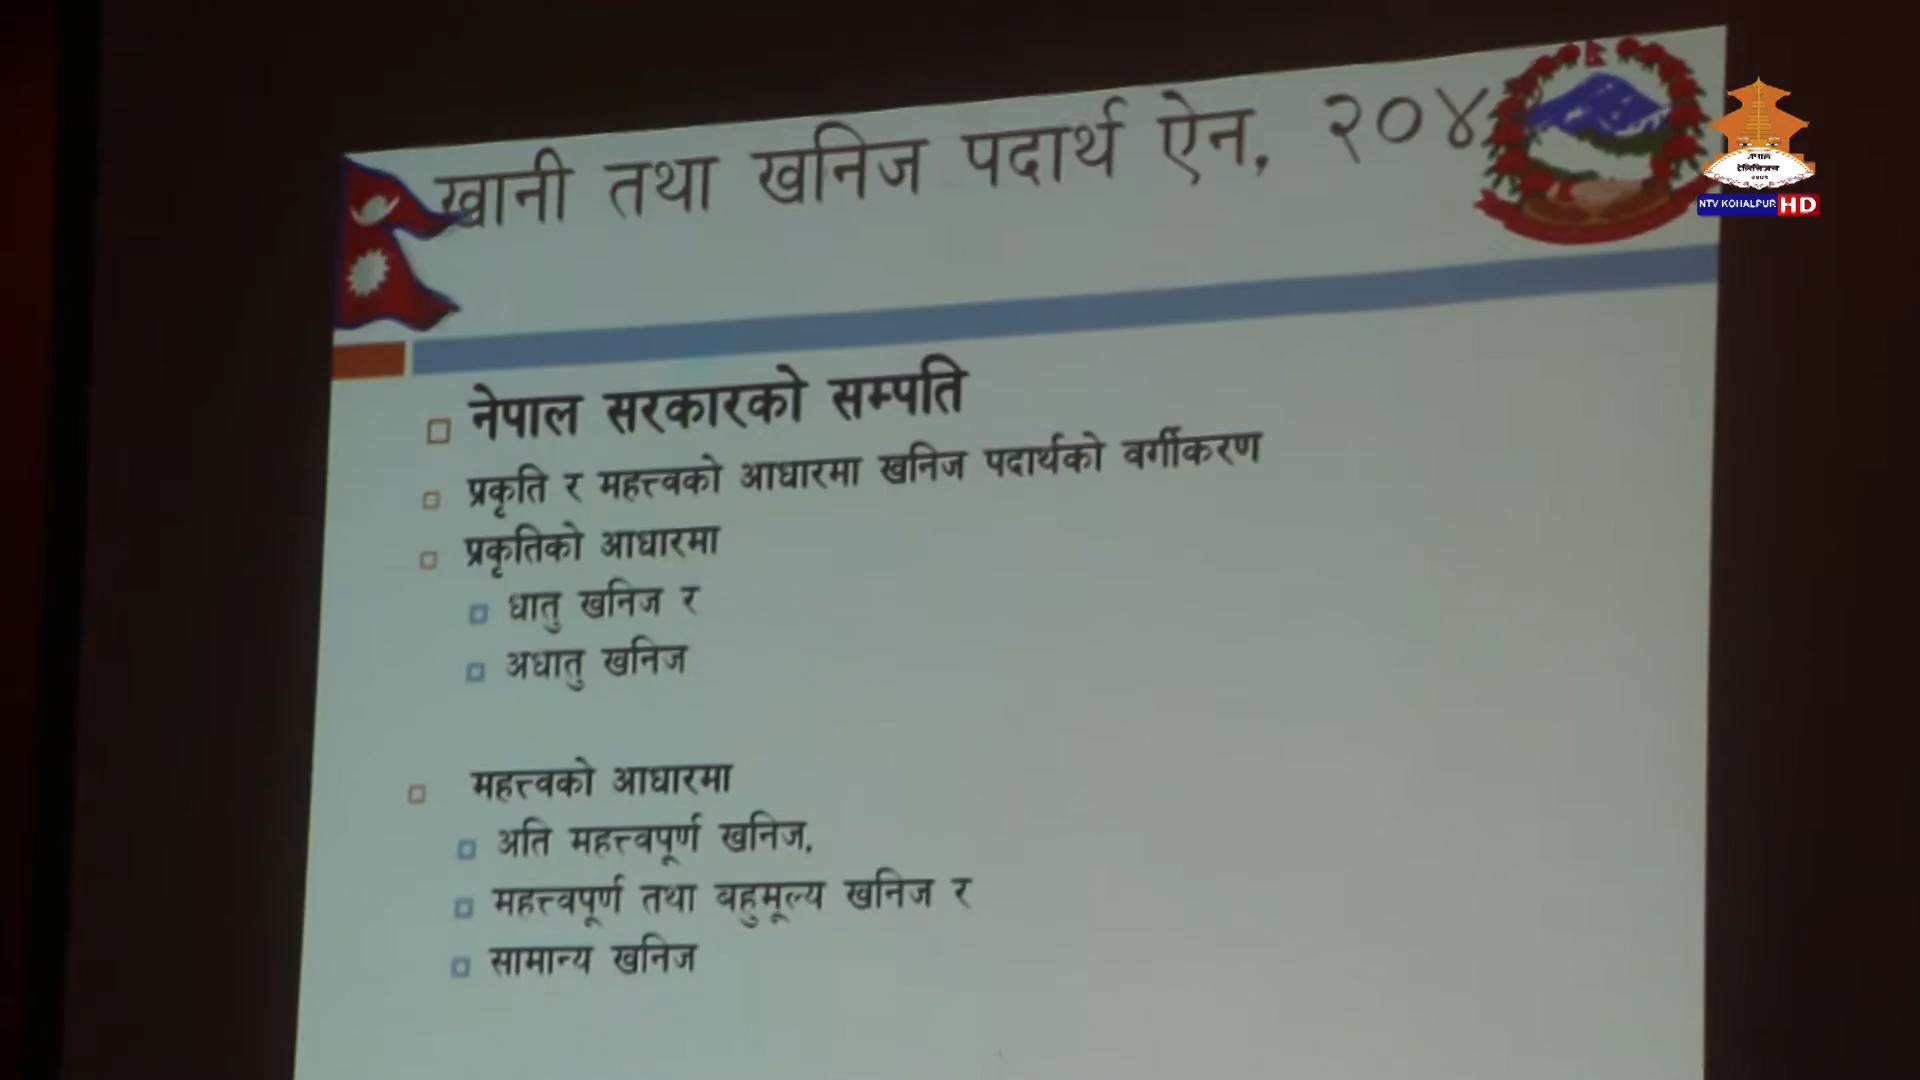 खानी तथा खनिज पदार्थ ऐन, २०४
नेपाल सरकारको सम्पति
प्रकृति र महत्त्वको आधारमा खनिज पदार्थको वर्गीकरण
प्रकृतिको आधारमा
धातु खनिज र
अधातु खनिज
महत्त्वको आधारमा
अति महत्त्वपूर्ण खनिज,
महत्त्वपूर्ण तथा बहुमूल्य खनिज र
सामान्य खनिज
नेपाल
टेलिभिजन
NTV KOHALPUR HD